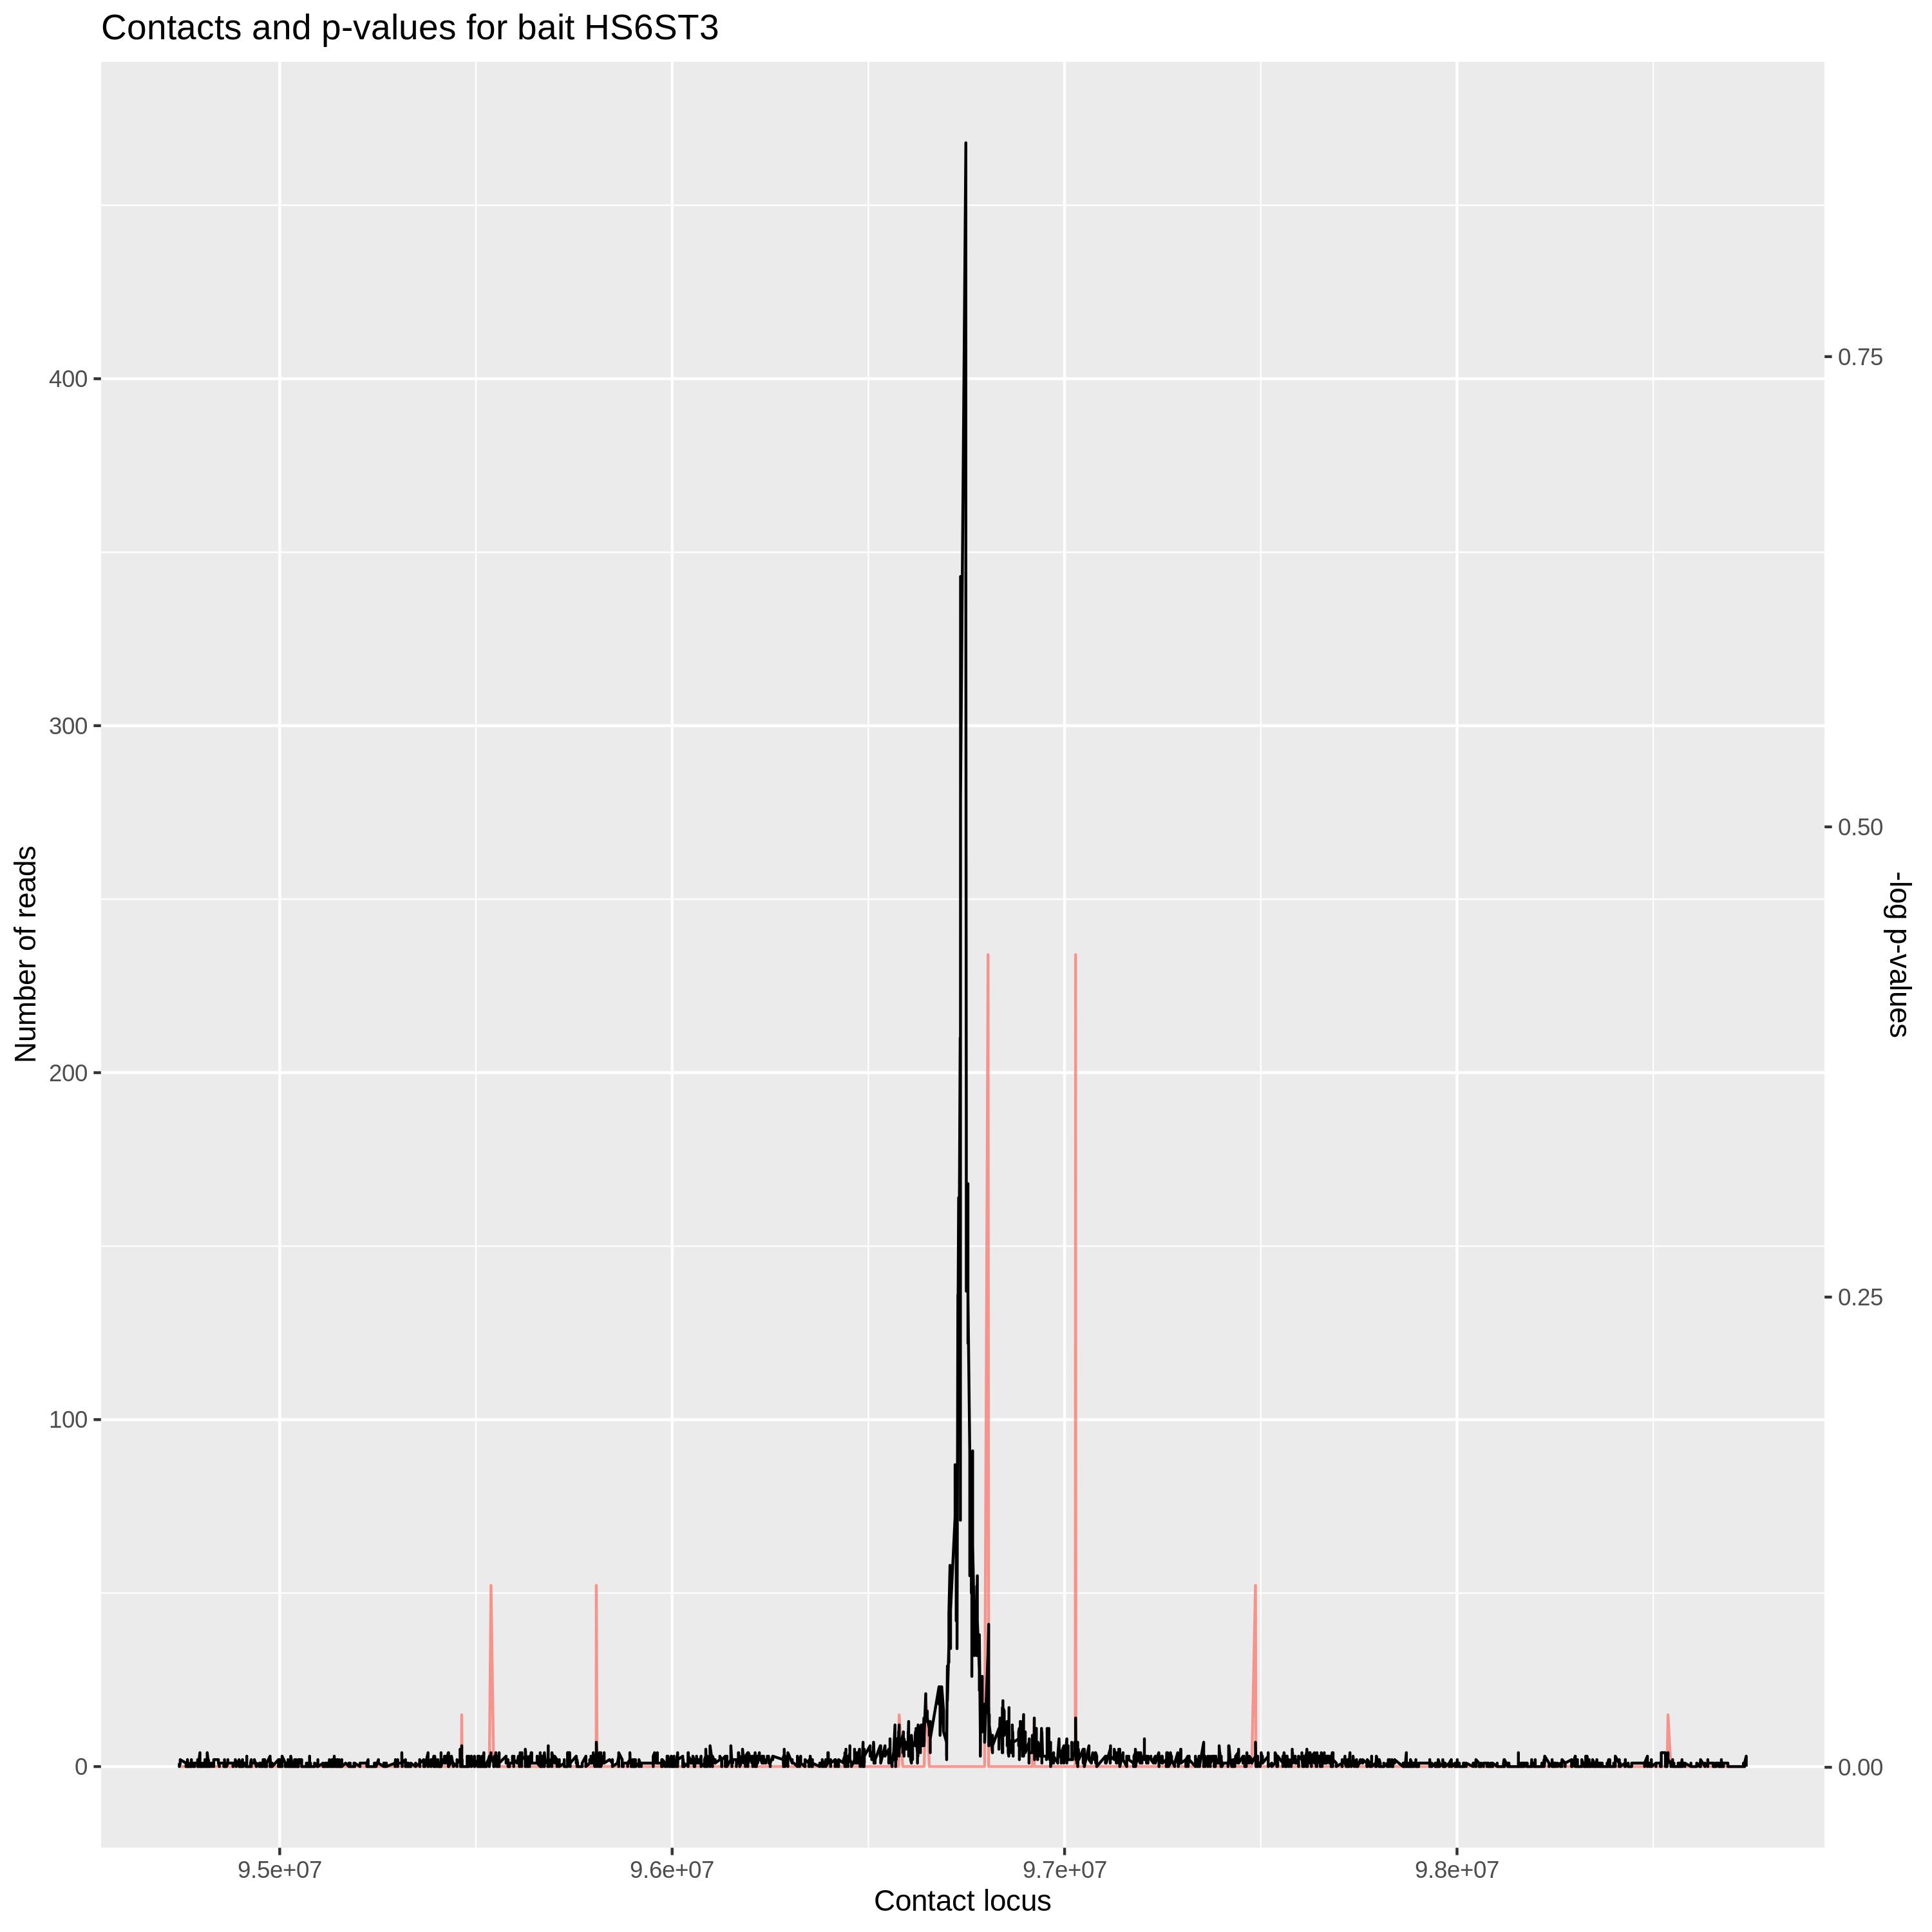 Contacts and p-values for bait HS6ST3
400
300
200
100
0
Number of reads
0.75
0.50
0.25
0.00
-log p-values
9.5e+07
9.6e+07
9.7e+07
9.8e+07
Contact locus